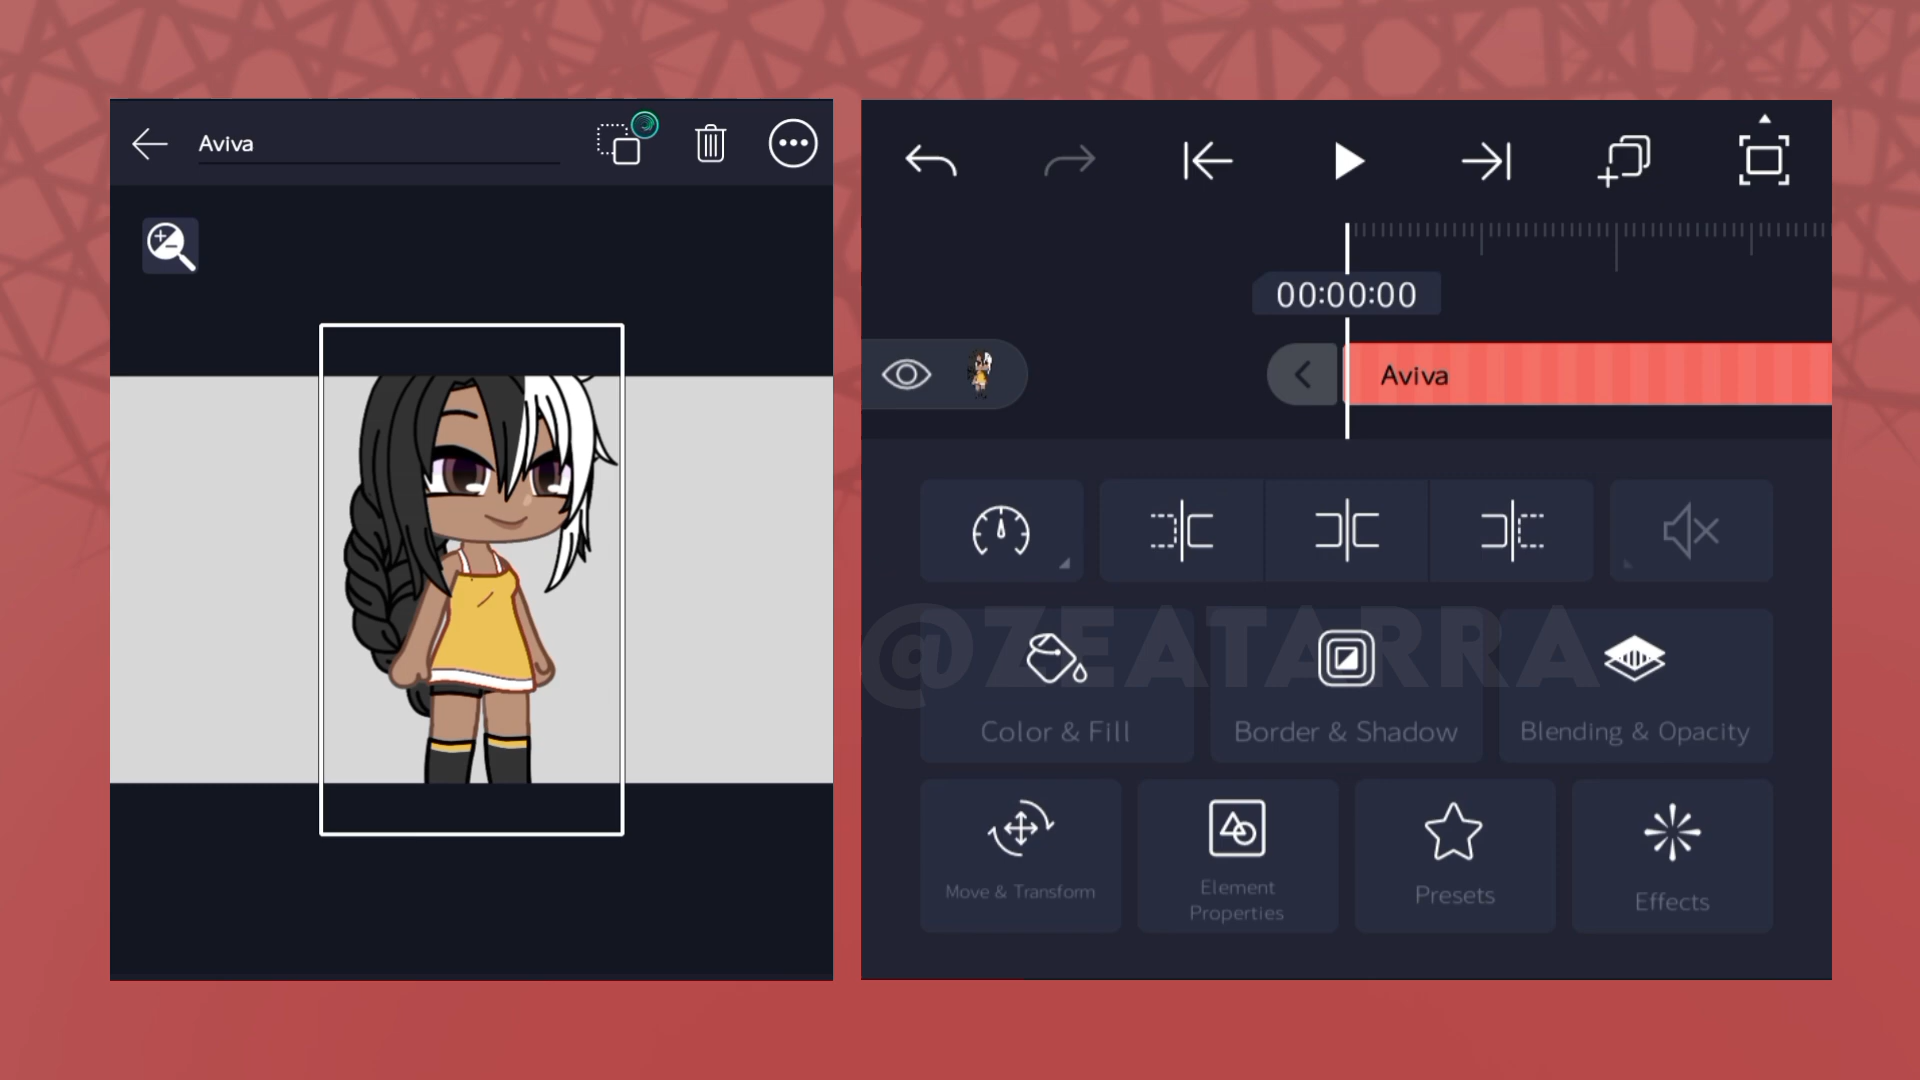 Aviva
00:00:00
Aviva
@ZEATARRA
Color & Fill
Border & Shadow
Blending & Opacity
Move & Transform
Element
Properties
Presets
Effects